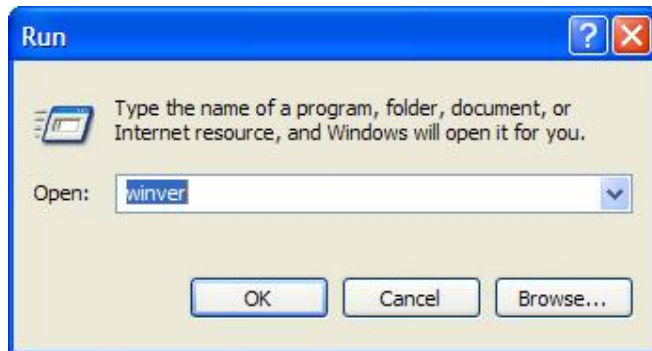 Run
Type the name of a program, folder, document, or
Internet resource, and Windows will open it for you.
Open: winver
OK Cancel Browse...